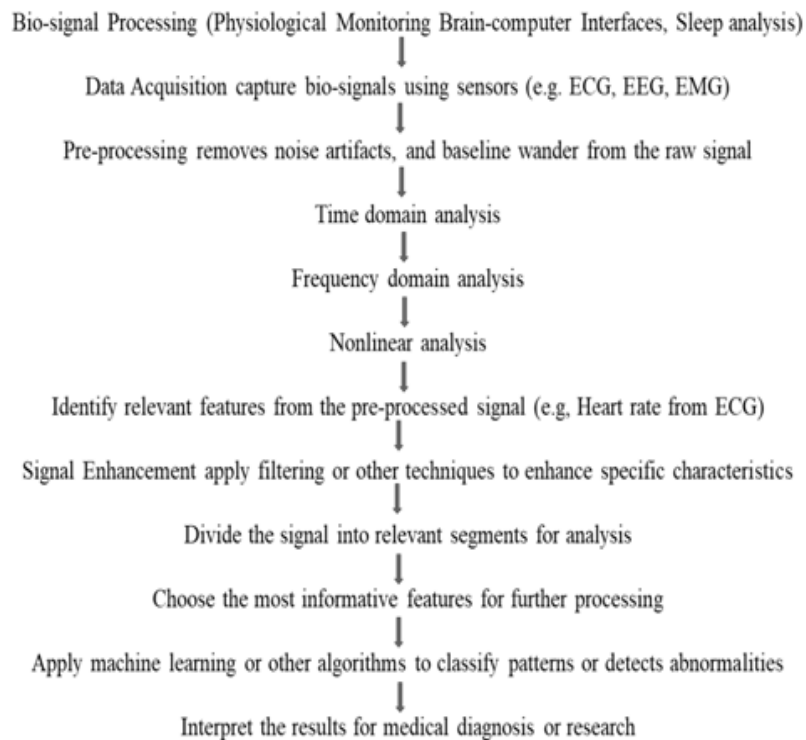 Bio-signal Processing (Physiological Monitoring Brain-computer Interfaces, Sleep analysis)
Data Acquisition capture bio-signals using sensors (e.g. ECG, EEG, EMG)
Pre-processing removes noise artifacts, and baseline wander from the raw signal
Time domain analysis
Frequency domain analysis
Nonlinear analysis
Identify relevant features from the pre-processed signal (e.g, Heart rate from ECG)
Signal Enhancement apply filtering or other techniques to enhance specific characteristics
Divide the signal into relevant segments for analysis
Choose the most informative features for further processing
Apply machine learning or other algorithms to classify patterns or detects abnormalities
Interpret the results for medical diagnosis or research